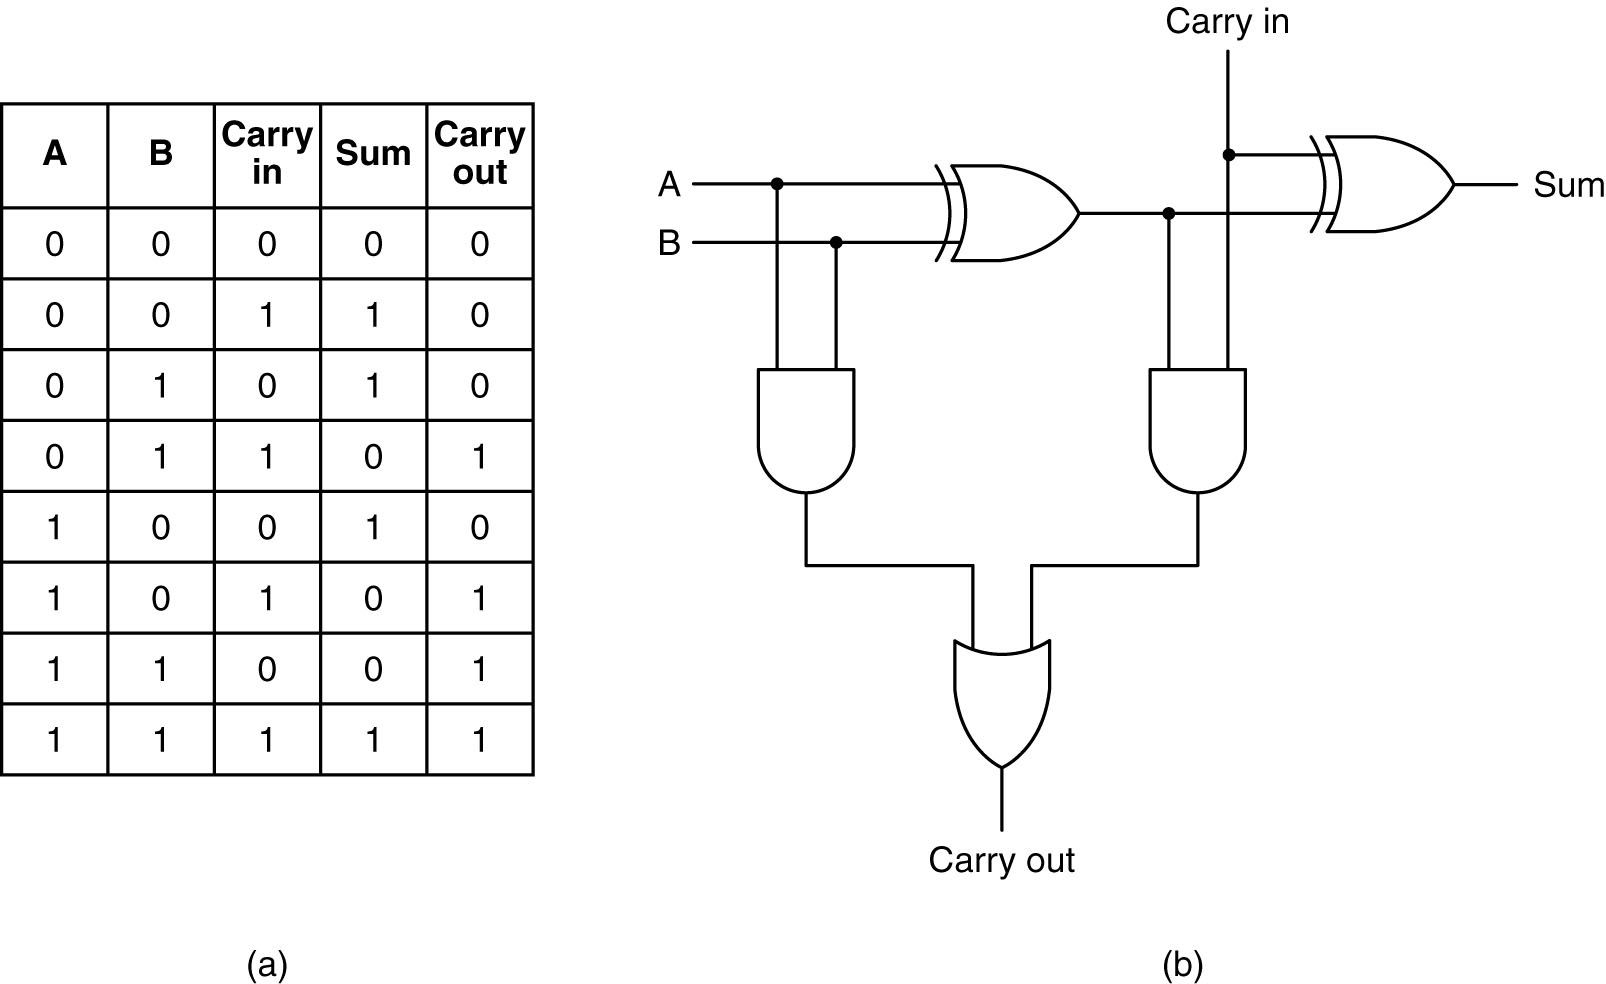 A B Carry in Sum Carry out
0 0 0 0 0
0 0 1 1 0
0 1 0 1 0
0 1 1 0 1
1 0 0 1 0
1 0 1 0 1
1 1 0 0 1
1 1 1 1 1
(a)
Carry in
A
B
Sum
Carry out
(b)